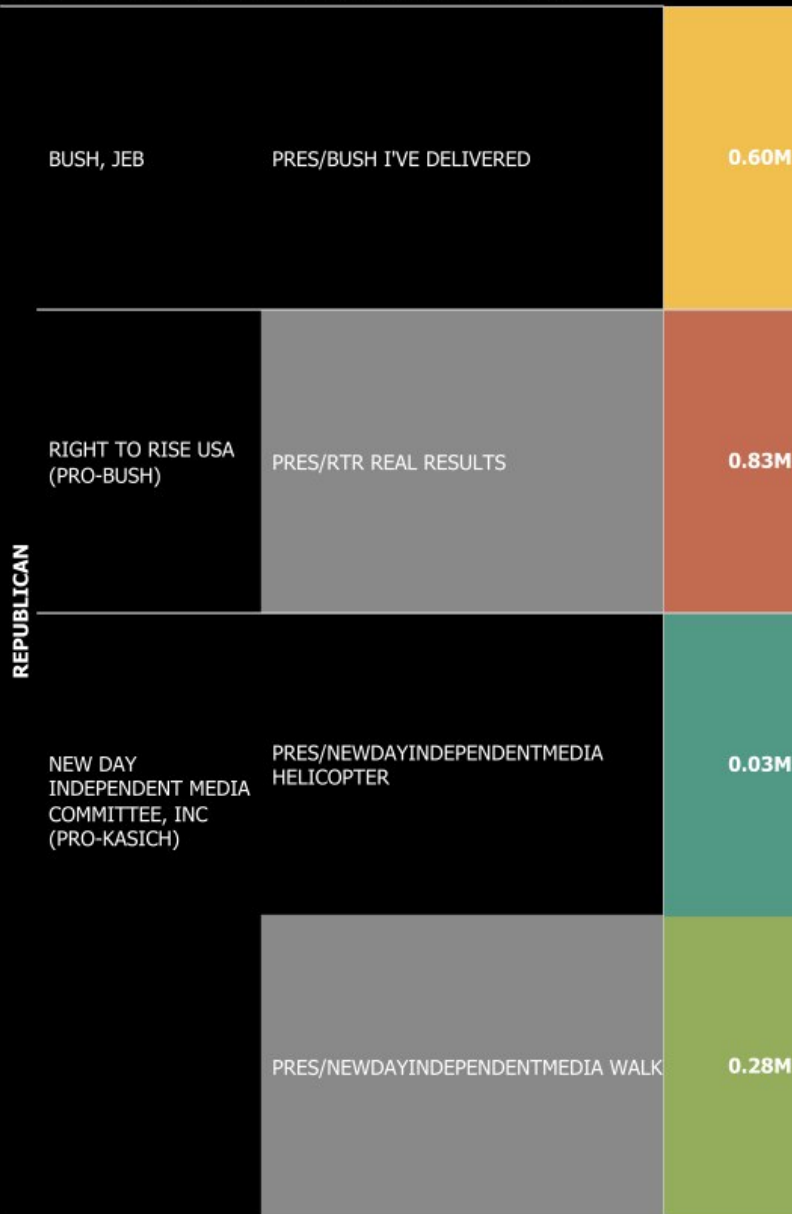 REPUBLICAN
BUSH, JEB
PRES/BUSH I'VE DELIVERED
0.60M
RIGHT TO RISE USA
(PRO-BUSH)
PRES/RTR REAL RESULTS
0.83M
NEW DAY
INDEPENDENT MEDIA
COMMITTEE, INC
(PRO-KASICH)
PRES/NEWDAYINDEPENDENTMEDIA
HELICOPTER
0.03M
PRES/NEWDAYINDEPENDENTMEDIA WALK
0.28M